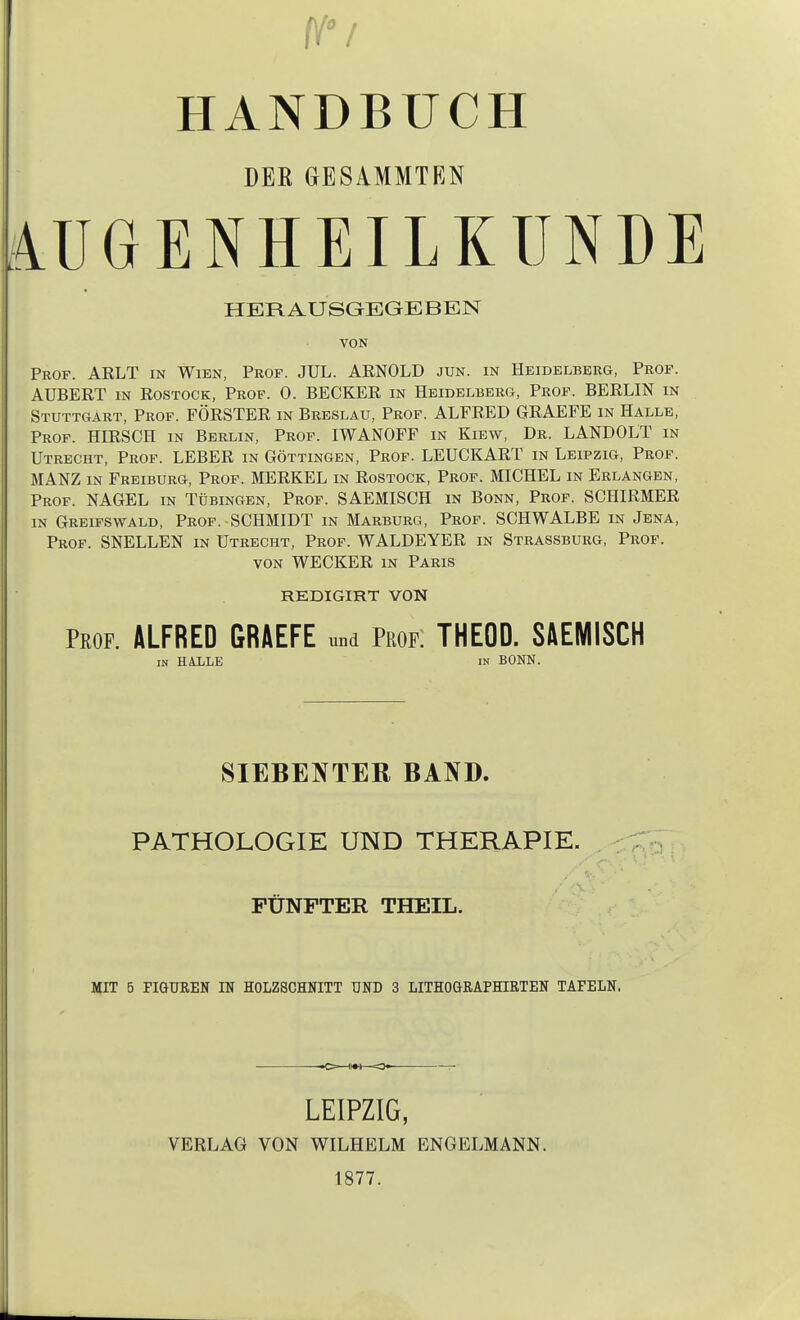 No 1
HANDBUCH
DER GESAMMTEN
AUGENHEILKUNDE
HERAUSGEGEBEN
VON
PROF. ARLT IN WIEN, PROF. JUL. ARNOLD JUN. IN HEIDELBERG, PROF.
AUBERT IN ROSTOCK, PROF. O. BECKER IN HEIDELBERG, PROF. BERLIN IN
STUTTGART, PROF. FÖRSTER IN BRESLAU, PROF. ALFRED GRAEFE IN HALLE,
PROF. HIRSCH IN BERLIN, PROF. IWANOFF IN KIEW, DR. LANDOLT IN
UTRECHT, PROF. LEBER IN GÖTTINGEN, PROF. LEUCKART IN LEIPZIG, PROF.
MANZ IN FREIBURG, PROF. MERKEL IN ROSTOCK, PROF. MICHEL IN ERLANGEN,
PROF. NAGEL IN TÜBINGEN, PROF. SAEMISCH IN BONN, PROF. SCHIRMER
IN GREIFSWALD, PROF. SCHMIDT IN MARBURG, PROF. SCHWALBE IN JENA,
PROF. SNELLEN IN UTRECHT, PROF. WALDEYER IN STRASSBURG, PROF.
VON WECKER IN PARIS
REDIGIRT VON
PROF. ALFRED GRAEFE und PROF. THEOD. SAEMISCH
IN HALLE IN BONN.
SIEBENTER BAND.
PATHOLOGIE UND THERAPIE.
FÜNFTER THEIL.
MIT 5 FIGUREN IN HOLZSCHNITT UND 3 LITHOGRAPHIRTEN TAFELN.
LEIPZIG,
VERLAG VON WILHELM ENGELMANN.
1877.